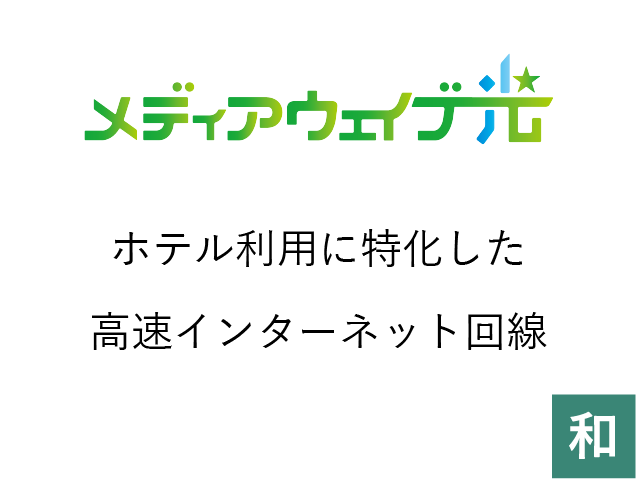 メディアウェイブ光
ホテル利用に特化した
高速インターネット回線
和